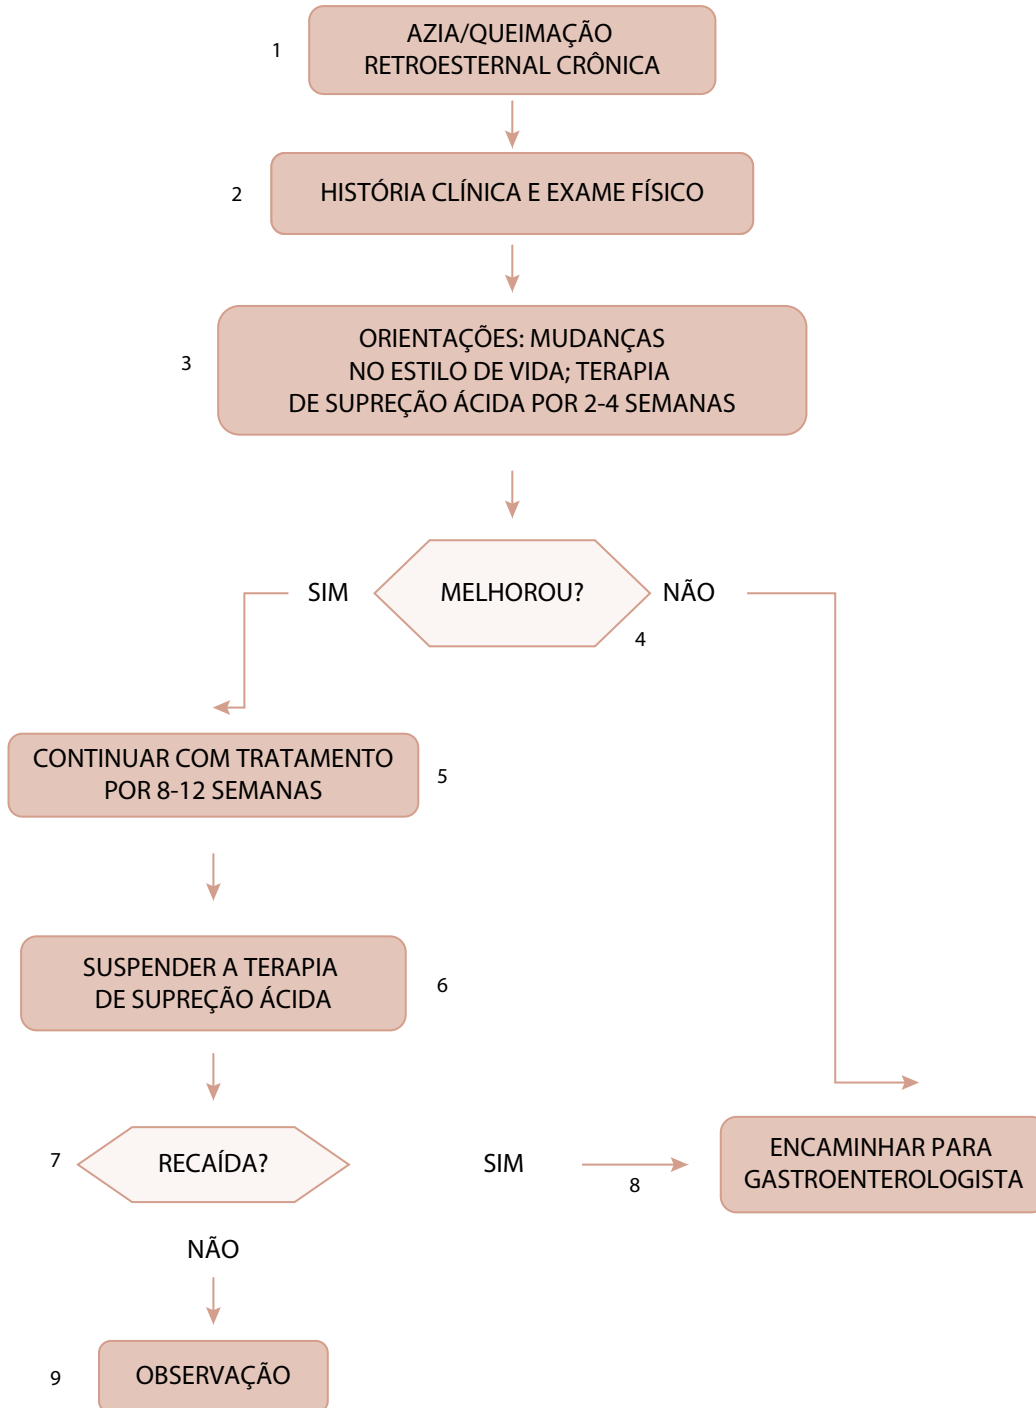 1
AZIA/QUEIMAÇÃO
RETROESTERNAL CRÔNICA
2
HISTÓRIA CLÍNICA E EXAME FÍSICO
3
ORIENTAÇÕES: MUDANÇAS
NO ESTILO DE VIDA; TERAPIA
DE SUPREÇÃO ÁCIDA POR 2-4 SEMANAS
SIM
MELHOROU?
NÃO
4
CONTINUAR COM TRATAMENTO
POR 8-12 SEMANAS
5
SUSPENDER A TERAPIA
DE SUPREÇÃO ÁCIDA
6
7
RECAÍDA?
SIM
8
ENCAMINHAR PARA
GASTROENTEROLOGISTA
NÃO
9
OBSERVAÇÃO